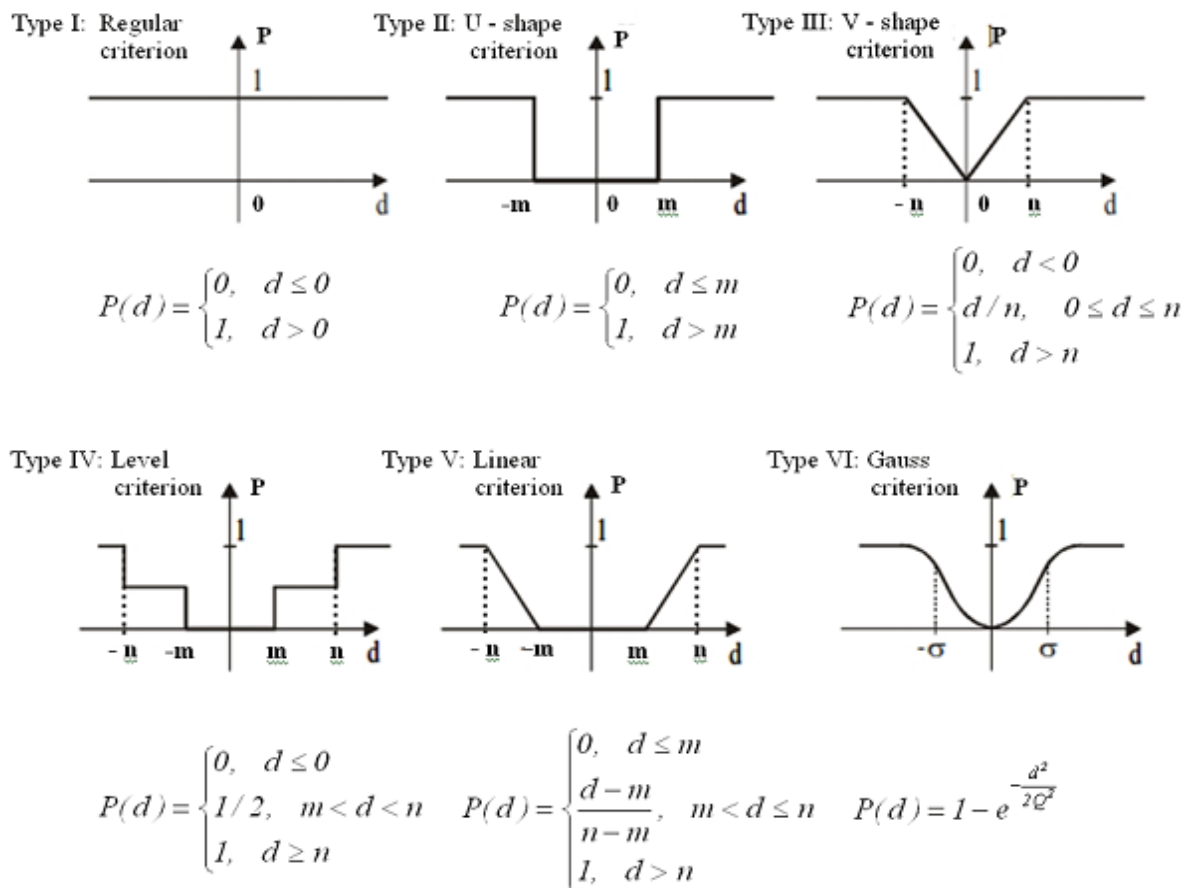 Type I: Regular criterion
P
1
0
d
Type II: U - shape criterion
P
1
-m
0
m
d
Type III: V - shape criterion
P
1
- n
0
n
d
P(d) = {0, d ≤ 0
1, d > 0
P(d) = {0, d ≤ m
1, d > m
P(d) = {0, d < 0
d / n, 0 ≤ d ≤ n
1, d > n
Type IV: Level criterion
P
1
- n
-m
m
n
d
Type V: Linear criterion
P
1
- n
-m
m
n
d
Type VI: Gauss criterion
P
1
-σ
σ
d
P(d) = {0, d ≤ 0
1/2, m < d < n
1, d ≥ n
P(d) = {0, d ≤ m
(d - m)/(n - m), m < d ≤ n
1, d > n
P(d) = 1 - e^(-d²/2Q²)